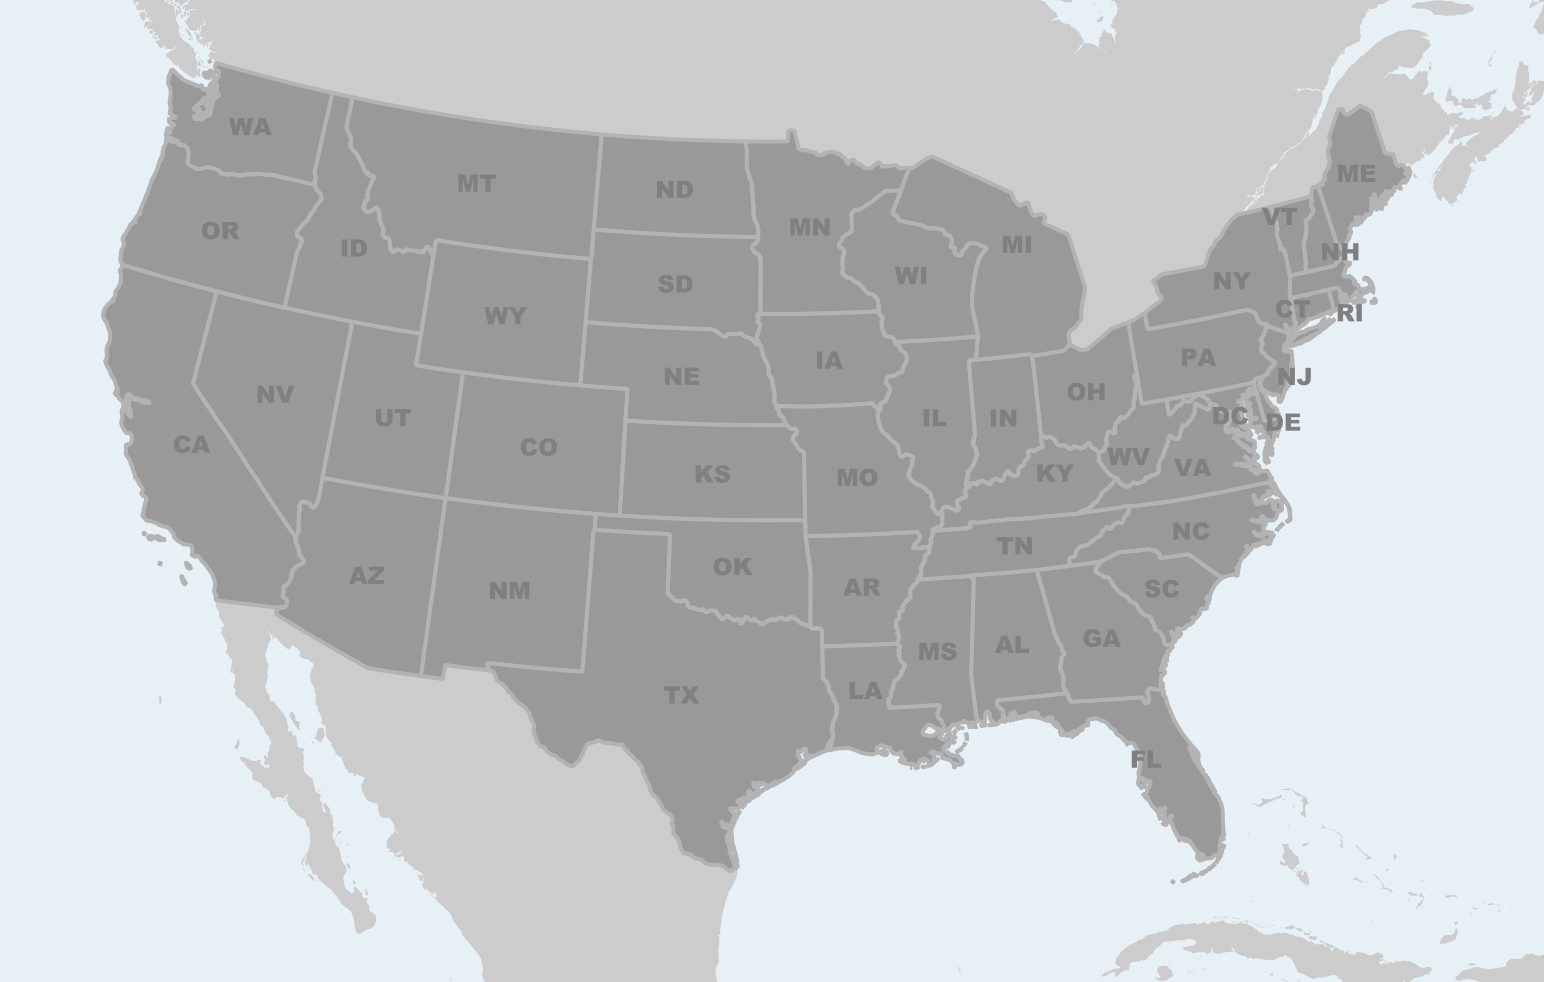 WA
MT
ND
MN
ME
OR
ID
SD
WI
MI
VT
NH
WY
NY
CT
RI
IA
PA
NE
NV
UT
CO
IL
IN
OH
NJ
DC
DE
CA
KS
MO
KY
WV
VA
AZ
NM
OK
AR
TN
NC
SC
MS
AL
GA
TX
LA
FL